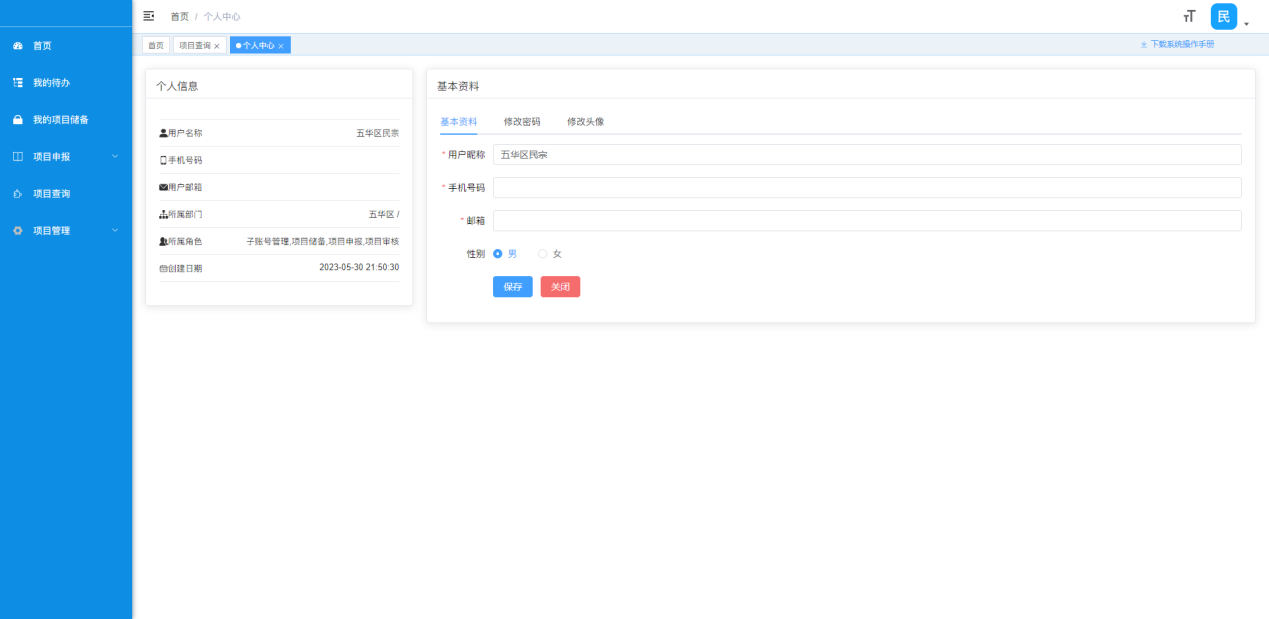 首页 / 个人中心
民
首页
我的待办
我的项目储备
项目申报
项目查询
项目管理
首页
项目查询 ×
个人中心 ×
下载系统操作手册
个人信息
用户名称 五华区民宗
手机号码
用户邮箱
所属部门 五华区 /
所属角色 子账号管理,项目储备,项目申报,项目审核
创建日期 2023-05-30 21:50:30
基本资料
基本资料 修改密码 修改头像
* 用户昵称 五华区民宗
* 手机号码
* 邮箱
性别 男 女
保存 关闭